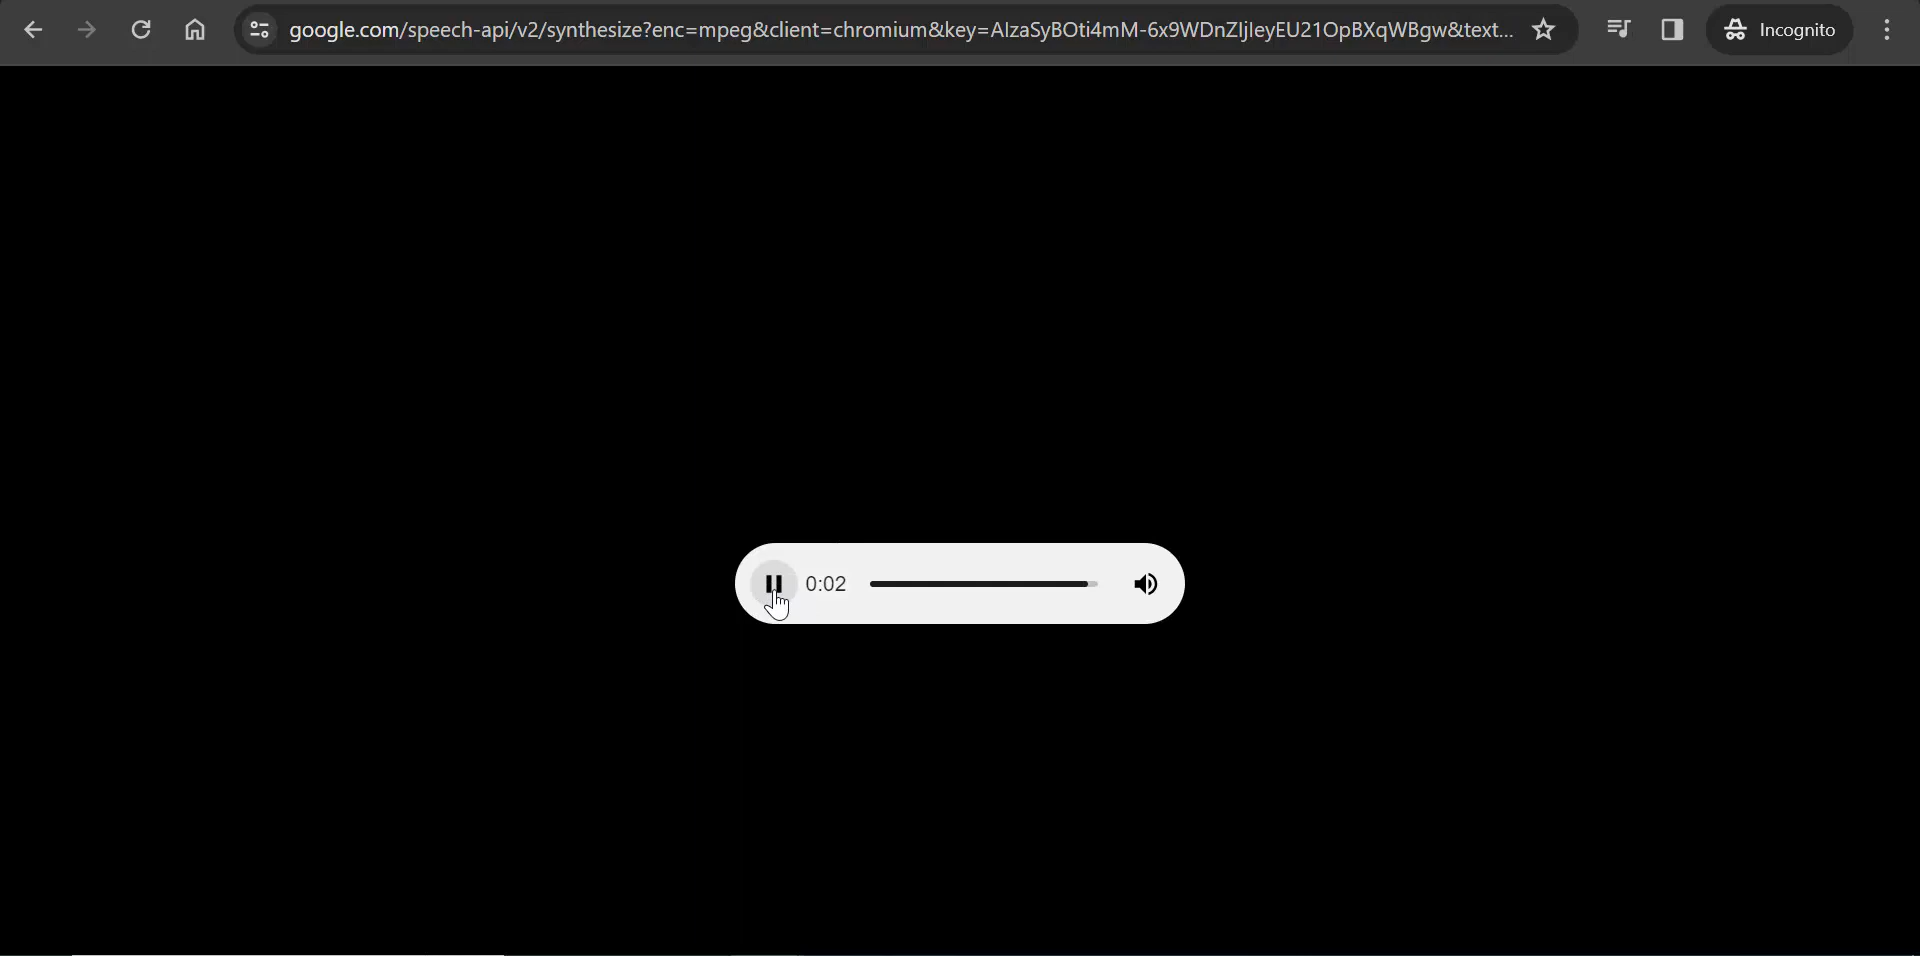 google.com/speech-api/v2/synthesize?enc=mpeg&client=chromium&key=AIzaSyBOti4mM-6x9WDnZIjIeyEU21OpBXqWBgw&text...
Incognito
0:02